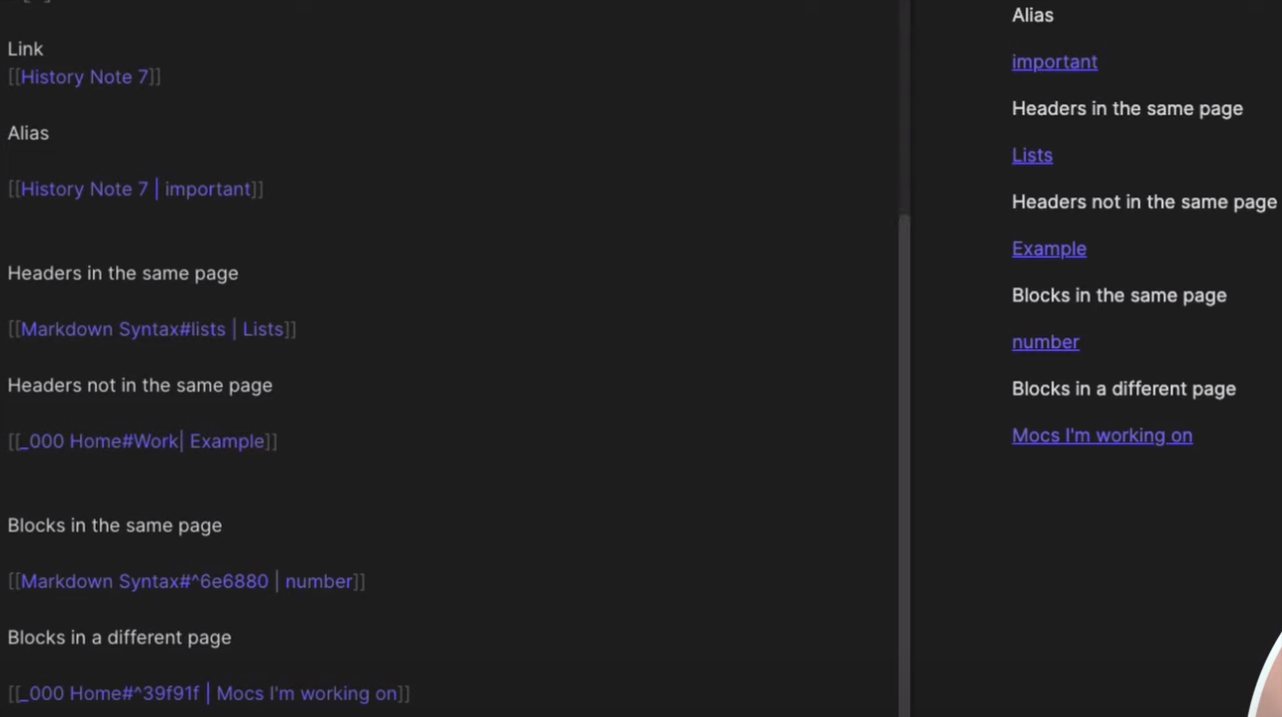 Link
[[History Note 7]]
Alias
[[History Note 7 | important]]
Headers in the same page
[[Markdown Syntax#lists | Lists]]
Headers not in the same page
[[_000 Home#Work| Example]]
Blocks in the same page
[[Markdown Syntax#^6e6880 | number]]
Blocks in a different page
[[_000 Home#^39f91f | Mocs I'm working on]]
Alias
important
Headers in the same page
Lists
Headers not in the same page
Example
Blocks in the same page
number
Blocks in a different page
Mocs I'm working on